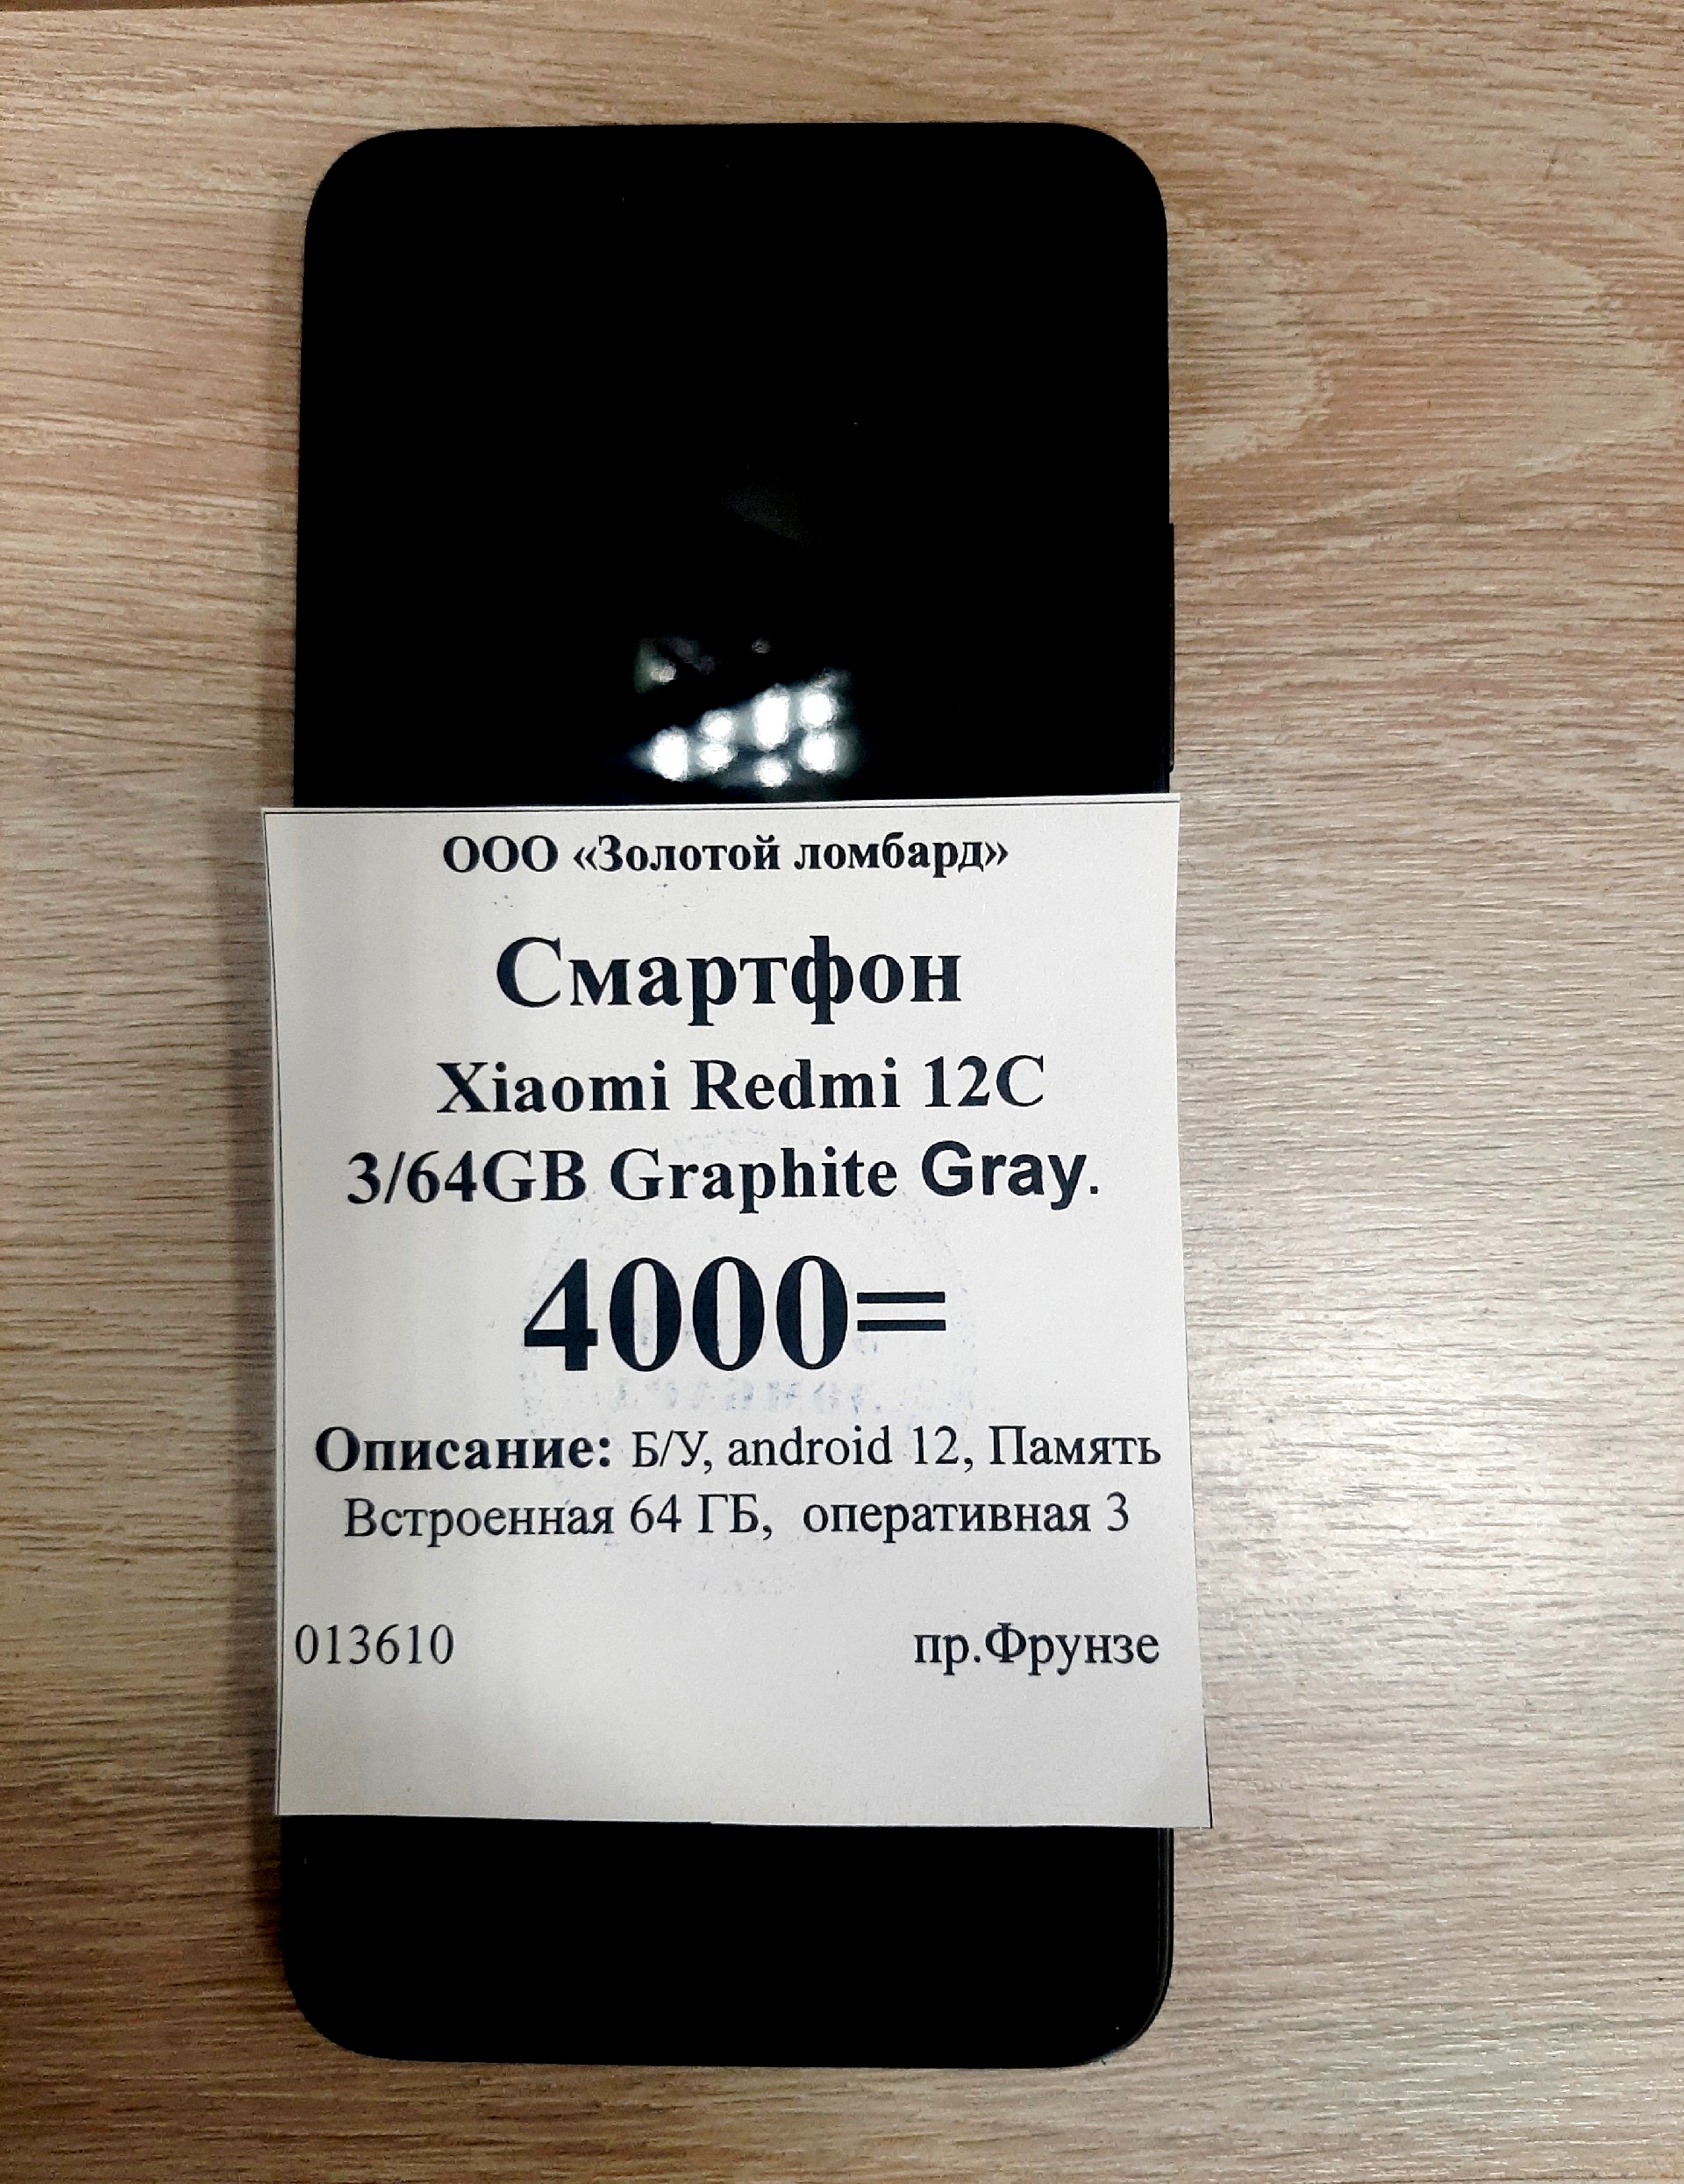 ООО «Золотой ломбард»
Смартфон
Xiaomi Redmi 12C
3/64GB Graphite Gray.
4000=
Описание: Б/У, android 12, Память
Встроенная 64 ГБ, оперативная 3
013610 пр.Фрунзе